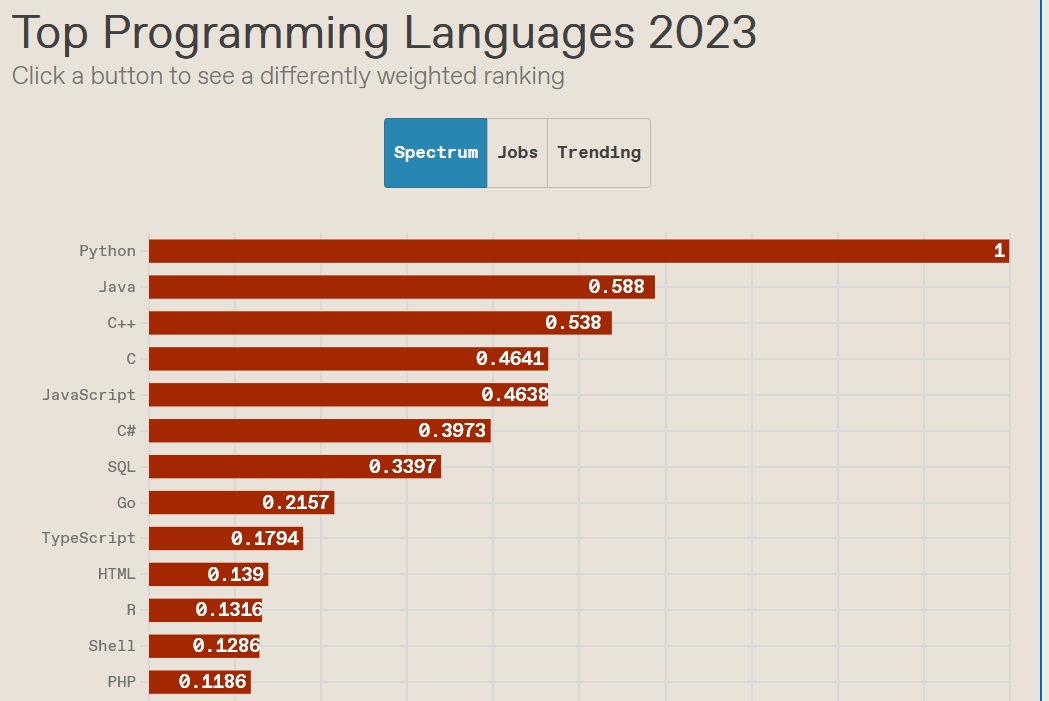 Top Programming Languages 2023
Click a button to see a differently weighted ranking
Spectrum Jobs Trending
Python 1
Java 0.588
C++ 0.538
C 0.4641
JavaScript 0.4638
C# 0.3973
SQL 0.3397
Go 0.2157
TypeScript 0.1794
HTML 0.139
R 0.1316
Shell 0.1286
PHP 0.1186